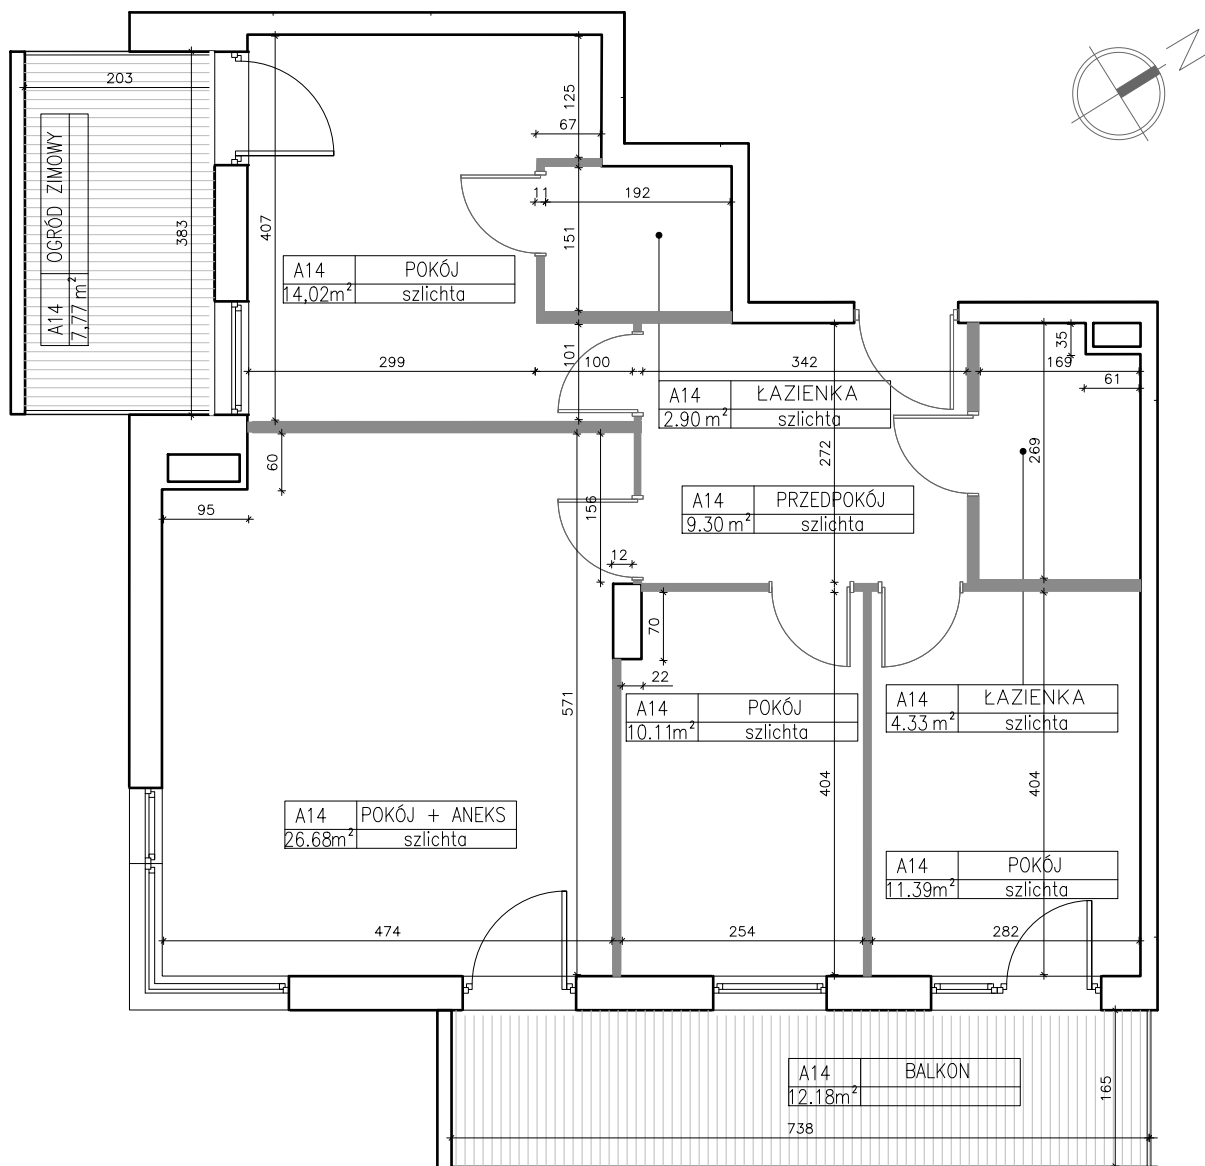 N
203
A14 OGRÓD ZIMOWY
7,77 m²
383
407
125
67
11
192
151
A14 POKÓJ
14,02m² szlichta
299
101
100
342
35
169
61
A14 ŁAZIENKA
2.90 m² szlichta
60
95
156
272
269
A14 PRZEDPOKÓJ
9.30 m² szlichta
12
70
22
571
A14 POKÓJ
10.11m² szlichta
A14 ŁAZIENKA
4.33 m² szlichta
404
404
A14 POKÓJ + ANEKS
26.68m² szlichta
A14 POKÓJ
11.39m² szlichta
474
254
282
A14 BALKON
12.18m²
165
738